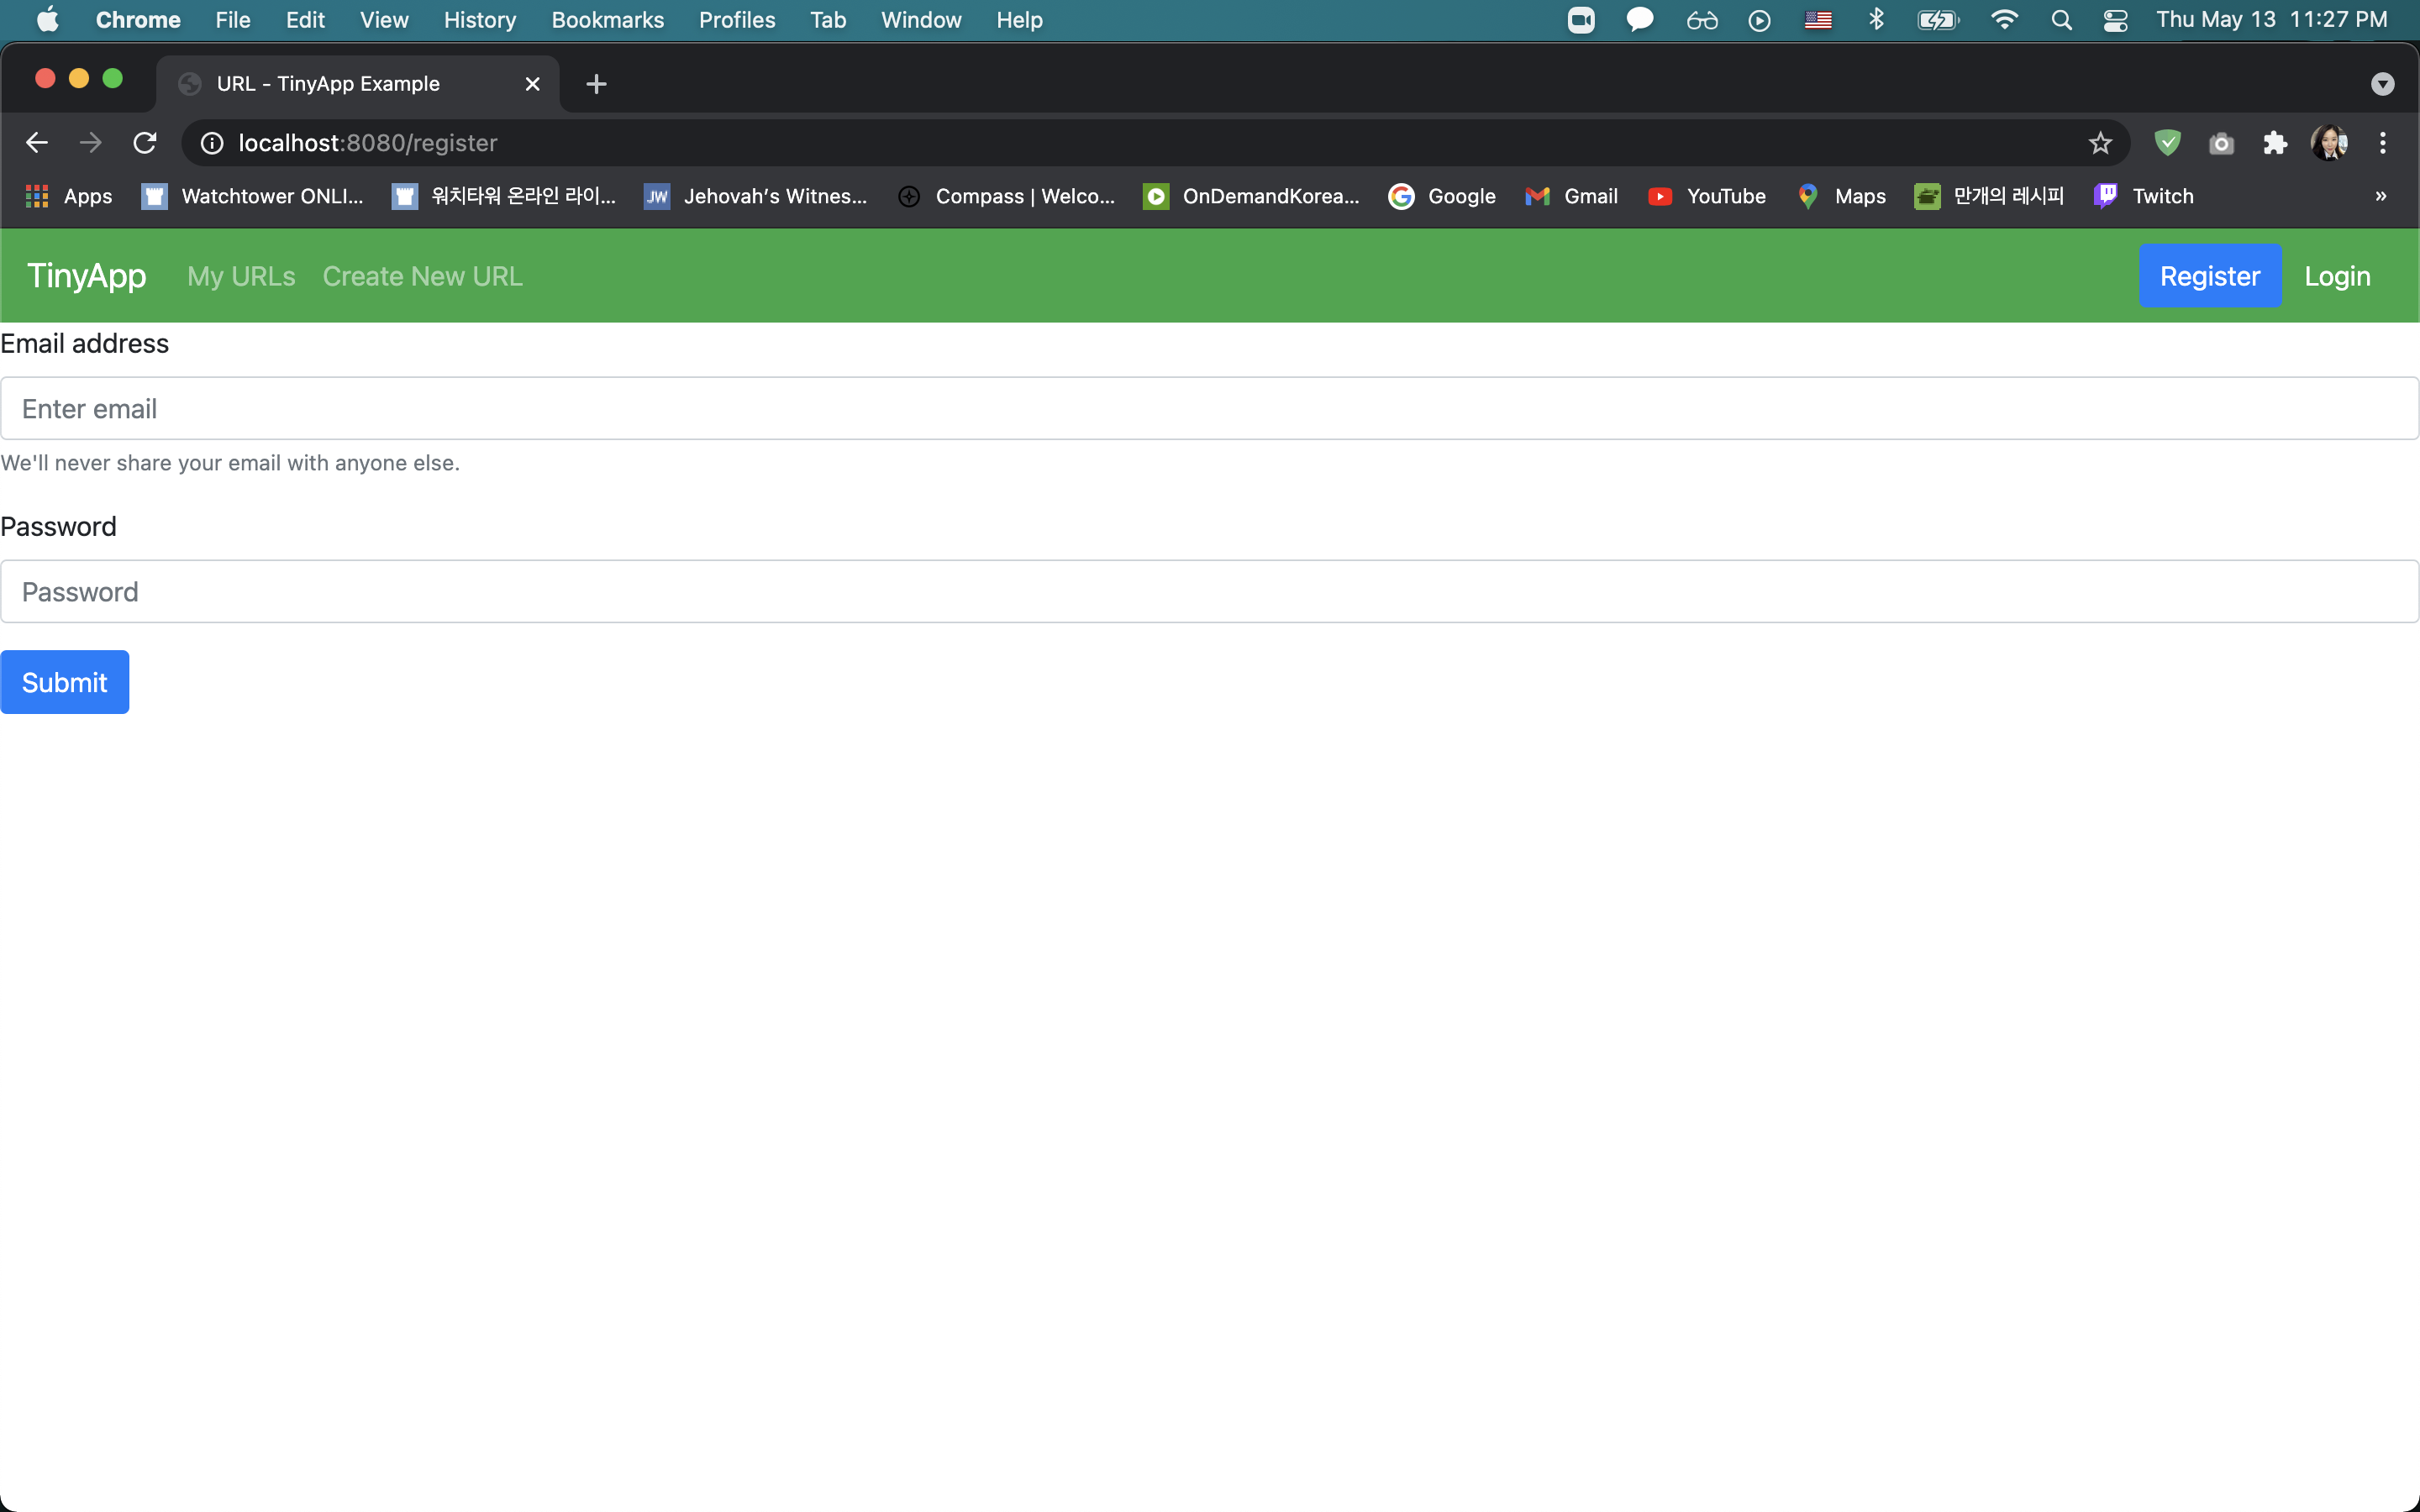 Chrome File Edit View History Bookmarks Profiles Tab Window Help Thu May 13 11:27 PM
URL - TinyApp Example
localhost:8080/register
Apps Watchtower ONLI... 워치타워 온라인 라이... JW Jehovah's Witnes... Compass | Welco... OnDemandKorea... Google Gmail YouTube Maps 만개의 레시피 Twitch »
TinyApp My URLs Create New URL Register Login
Email address
Enter email
We'll never share your email with anyone else.
Password
Password
Submit